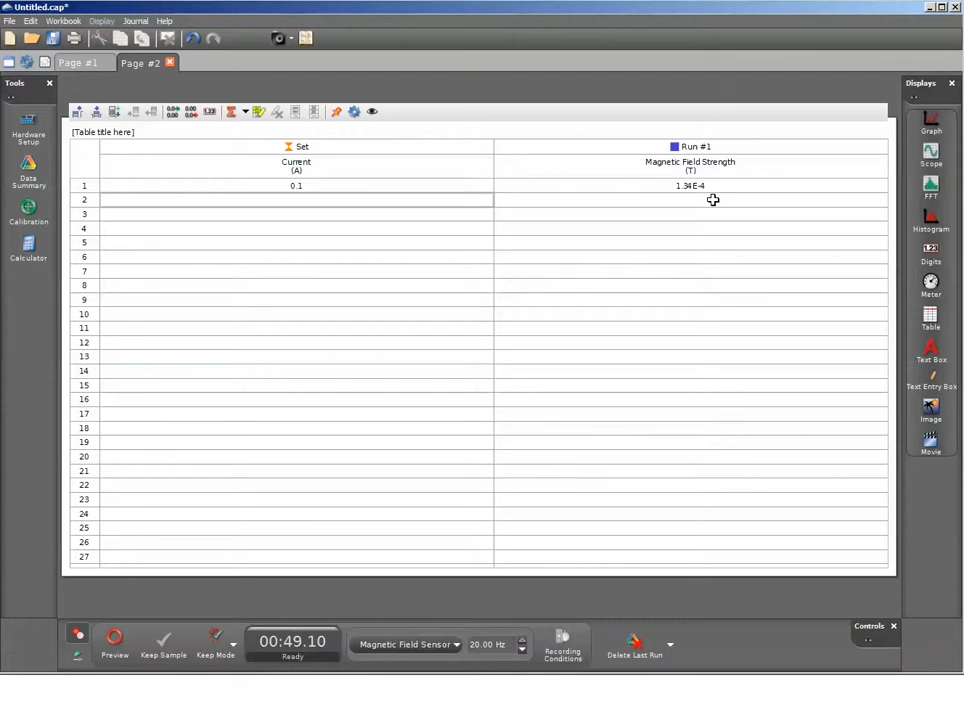 Untitled.cap*
File Edit Workbook Display Journal Help
Page #1 Page #2
Tools
Displays
[Table title here]
Set Run #1
Current Magnetic Field Strength
(A) (T)
1 0.1 1.34E-4
2
3
4
5
6
7
8
9
10
11
12
13
14
15
16
17
18
19
20
21
22
23
24
25
26
27
Hardware
Setup
Data
Summary
Calibration
Calculator
Graph
Scope
FFT
Histogram
1.23
Digits
Meter
Table
Text Box
Text Entry Box
Image
Movie
Controls
Preview
Keep Sample
Keep Mode
00:49.10
Ready
Magnetic Field Sensor
20.00 Hz
Recording
Conditions
Delete Last Run